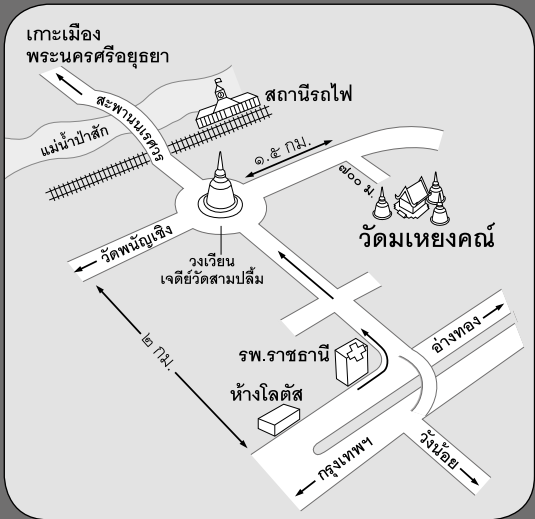 เกาะเมือง
พระนครศรีอยุธยา
สะพานนเรศวร
สถานีรถไฟ
แม่น้ำป่าสัก
๑.๕ กม.
๗๐๐ ม.
วัดมเหยงคณ์
วัดพนัญเชิง
วงเวียน
เจดีย์วัดสามปลื้ม
๒ กม.
อ่างทอง
รพ.ราชธานี
ห้างโลตัส
กรุงเทพฯ
วังน้อย